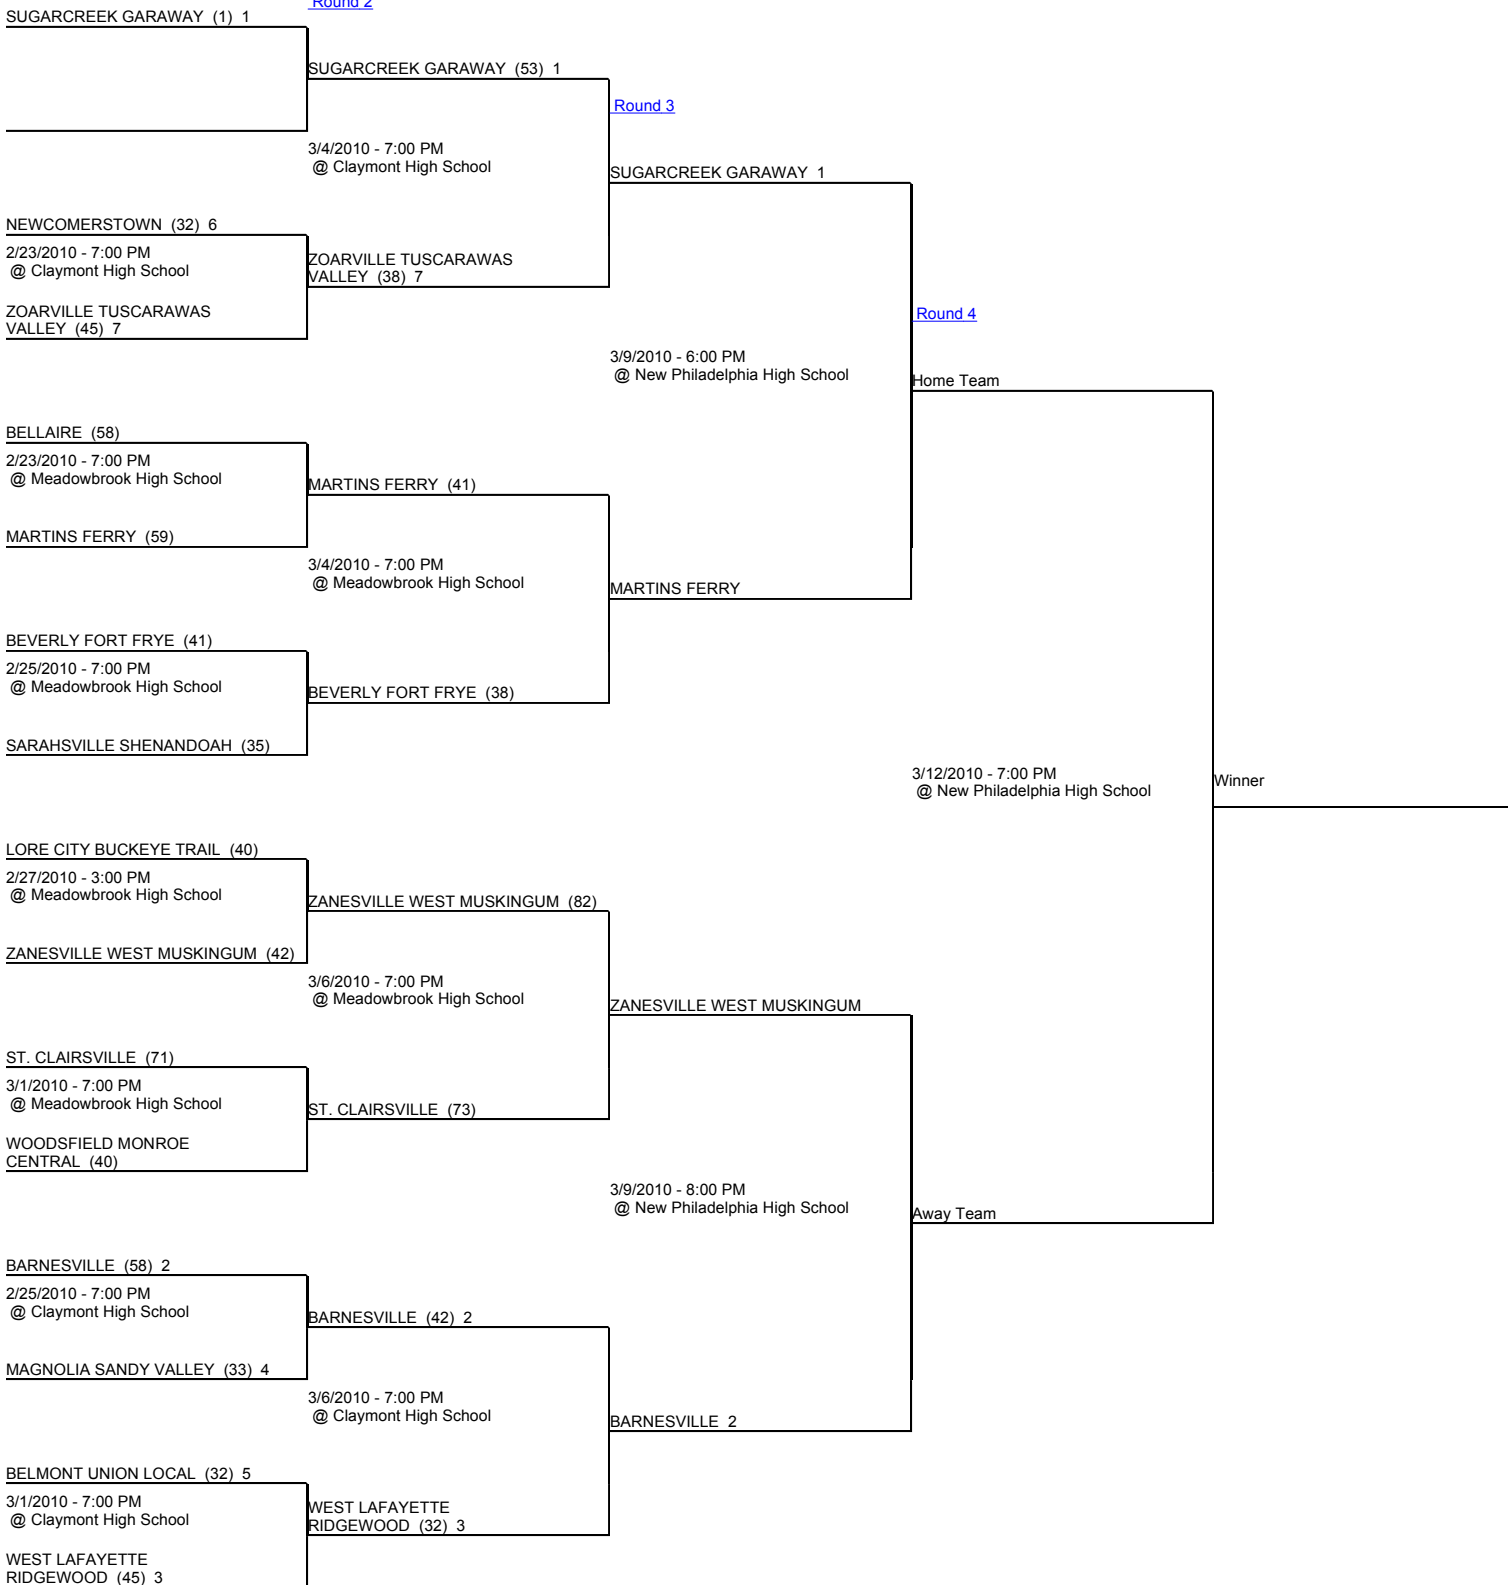 Round 2
SUGARCREEK GARAWAY (1) 1
SUGARCREEK GARAWAY (53) 1
Round 3
3/4/2010 - 7:00 PM
@ Claymont High School
SUGARCREEK GARAWAY 1
NEWCOMERSTOWN (32) 6
2/23/2010 - 7:00 PM
@ Claymont High School
ZOARVILLE TUSCARAWAS
VALLEY (38) 7
ZOARVILLE TUSCARAWAS
VALLEY (45) 7
Round 4
3/9/2010 - 6:00 PM
@ New Philadelphia High School
Home Team
BELLAIRE (58)
2/23/2010 - 7:00 PM
@ Meadowbrook High School
MARTINS FERRY (41)
MARTINS FERRY (59)
3/4/2010 - 7:00 PM
@ Meadowbrook High School
MARTINS FERRY
BEVERLY FORT FRYE (41)
2/25/2010 - 7:00 PM
@ Meadowbrook High School
BEVERLY FORT FRYE (38)
SARAHSVILLE SHENANDOAH (35)
3/12/2010 - 7:00 PM
@ New Philadelphia High School
Winner
LORE CITY BUCKEYE TRAIL (40)
2/27/2010 - 3:00 PM
@ Meadowbrook High School
ZANESVILLE WEST MUSKINGUM (82)
ZANESVILLE WEST MUSKINGUM (42)
3/6/2010 - 7:00 PM
@ Meadowbrook High School
ZANESVILLE WEST MUSKINGUM
ST. CLAIRSVILLE (71)
3/1/2010 - 7:00 PM
@ Meadowbrook High School
ST. CLAIRSVILLE (73)
WOODSFIELD MONROE
CENTRAL (40)
3/9/2010 - 8:00 PM
@ New Philadelphia High School
Away Team
BARNESVILLE (58) 2
2/25/2010 - 7:00 PM
@ Claymont High School
BARNESVILLE (42) 2
MAGNOLIA SANDY VALLEY (33) 4
3/6/2010 - 7:00 PM
@ Claymont High School
BARNESVILLE 2
BELMONT UNION LOCAL (32) 5
3/1/2010 - 7:00 PM
@ Claymont High School
WEST LAFAYETTE
RIDGEWOOD (32) 3
WEST LAFAYETTE
RIDGEWOOD (45) 3